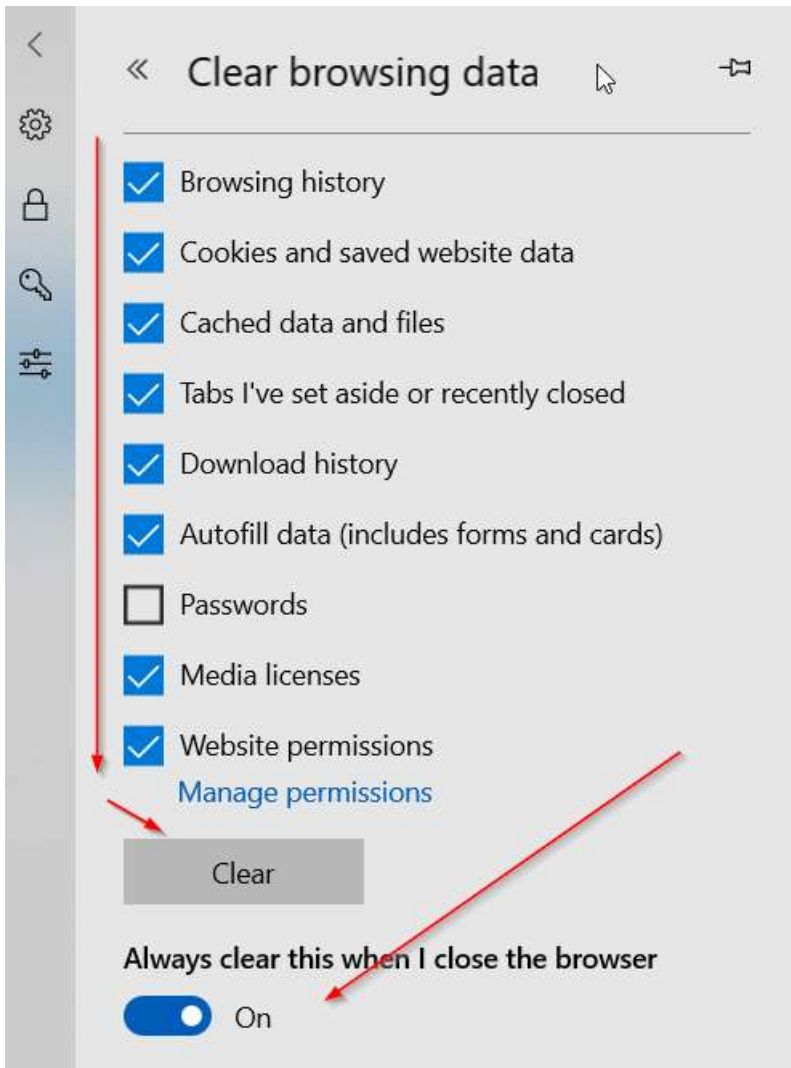 Clear browsing data
Browsing history
Cookies and saved website data
Cached data and files
Tabs I've set aside or recently closed
Download history
Autofill data (includes forms and cards)
Passwords
Media licenses
Website permissions
Manage permissions
Clear
Always clear this when I close the browser
On